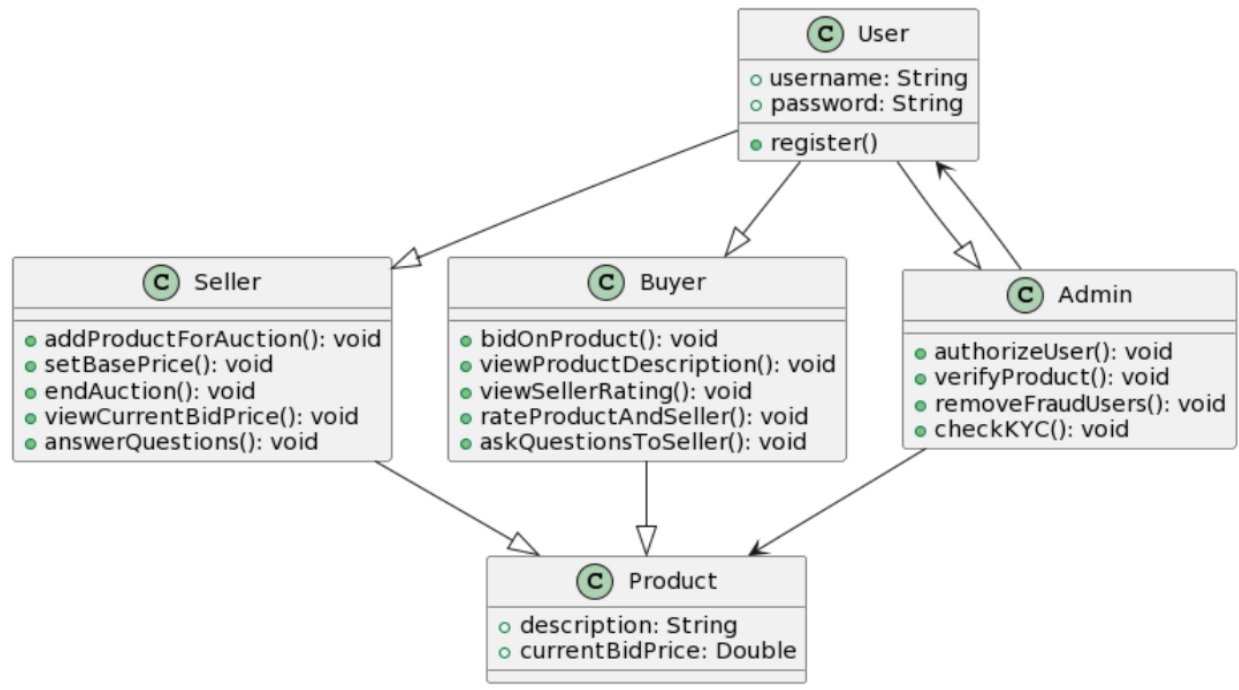 C User
username: String
password: String
register()
C Seller
addProductForAuction(): void
setBasePrice(): void
endAuction(): void
viewCurrentBidPrice(): void
answerQuestions(): void
C Buyer
bidOnProduct(): void
viewProductDescription(): void
viewSellerRating(): void
rateProductAndSeller(): void
askQuestionsToSeller(): void
C Admin
authorizeUser(): void
verifyProduct(): void
removeFraudUsers(): void
checkKYC(): void
C Product
description: String
currentBidPrice: Double